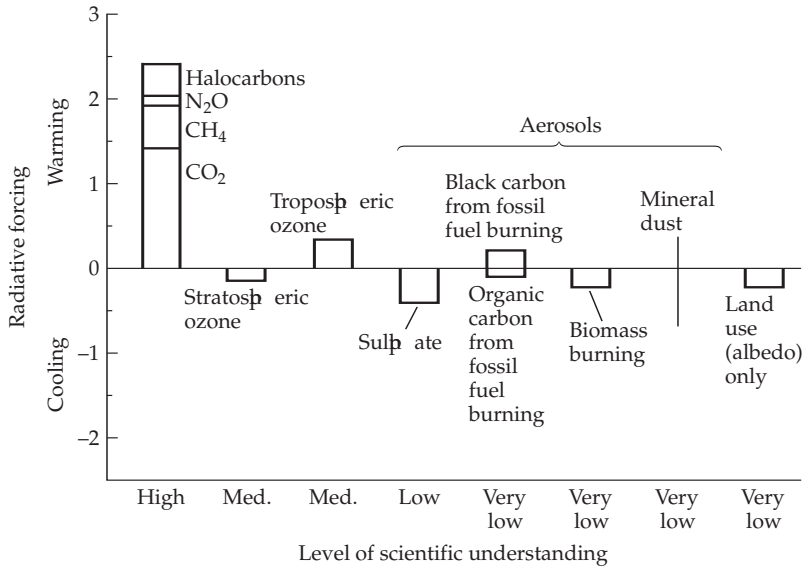 3
2
1
0
–1
–2
Radiative forcing
Warming
Cooling
Halocarbons
N₂O
CH₄
CO₂
Stratosp​h eric
ozone
Troposph eric
ozone
Aerosols
Sulph ate
Black carbon
from fossil
fuel burning
Organic
carbon
from
fossil
fuel
burning
Biomass
burning
Mineral
dust
Land
use
(albedo)
only
High
Med.
Med.
Low
Very
low
Very
low
Very
low
Very
low
Level of scientific understanding